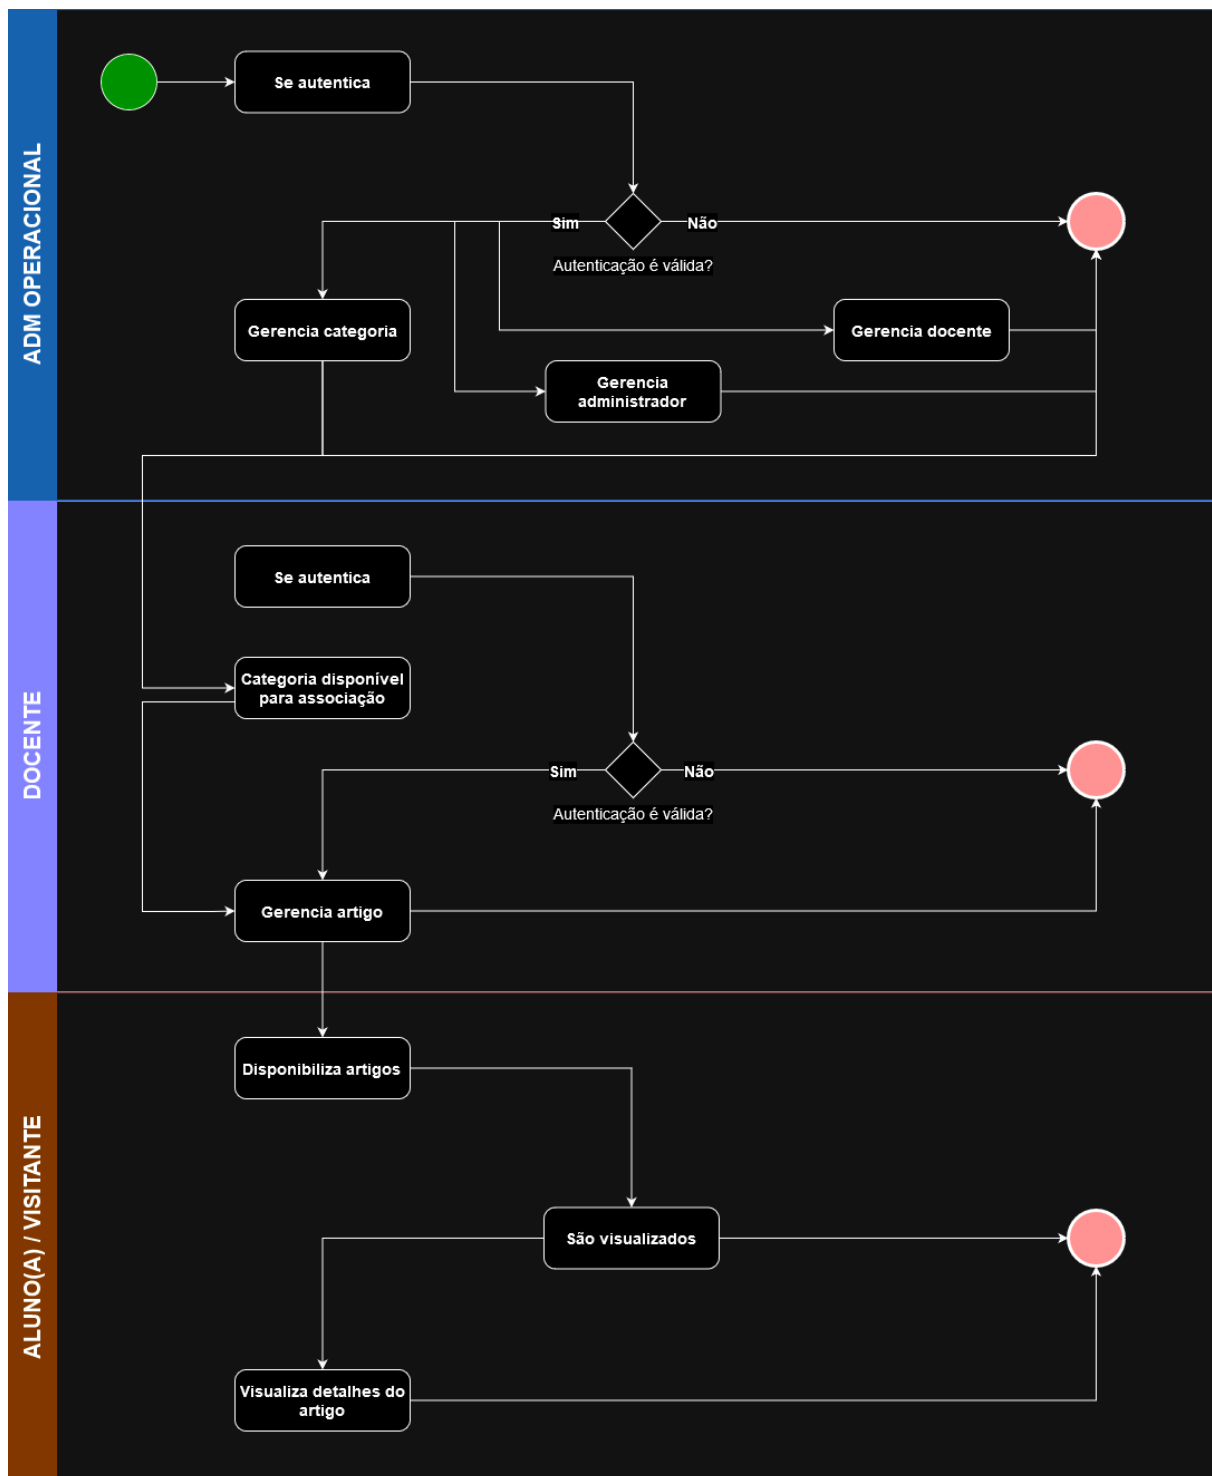 ADM OPERACIONAL
Se autentica
Sim
Não
Autenticação é válida?
Gerencia categoria
Gerencia docente
Gerencia
administrador
DOCENTE
Se autentica
Categoria disponível
para associação
Sim
Não
Autenticação é válida?
Gerencia artigo
ALUNO(A) / VISITANTE
Disponibiliza artigos
São visualizados
Visualiza detalhes do
artigo